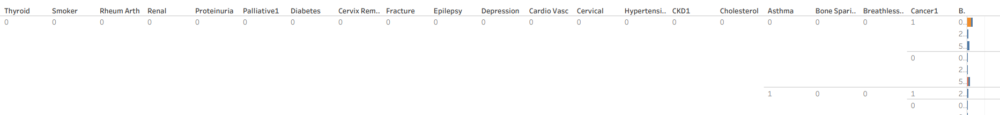 Thyroid Smoker Rheum Arth Renal Proteinuria Palliative1 Diabetes Cervix Rem.. Fracture Epilepsy Depression Cardio Vasc Cervical Hypertensi.. CKD1 Cholesterol Asthma Bone Spari.. Breathless.. Cancer1 B.
0 0 0 0 0 0 0 0 0 0 0 0 0 0 0 0 0 0 0 1 0..
2..
5..
0 0..
2..
5..
1 0 0 1 2..
0 0..